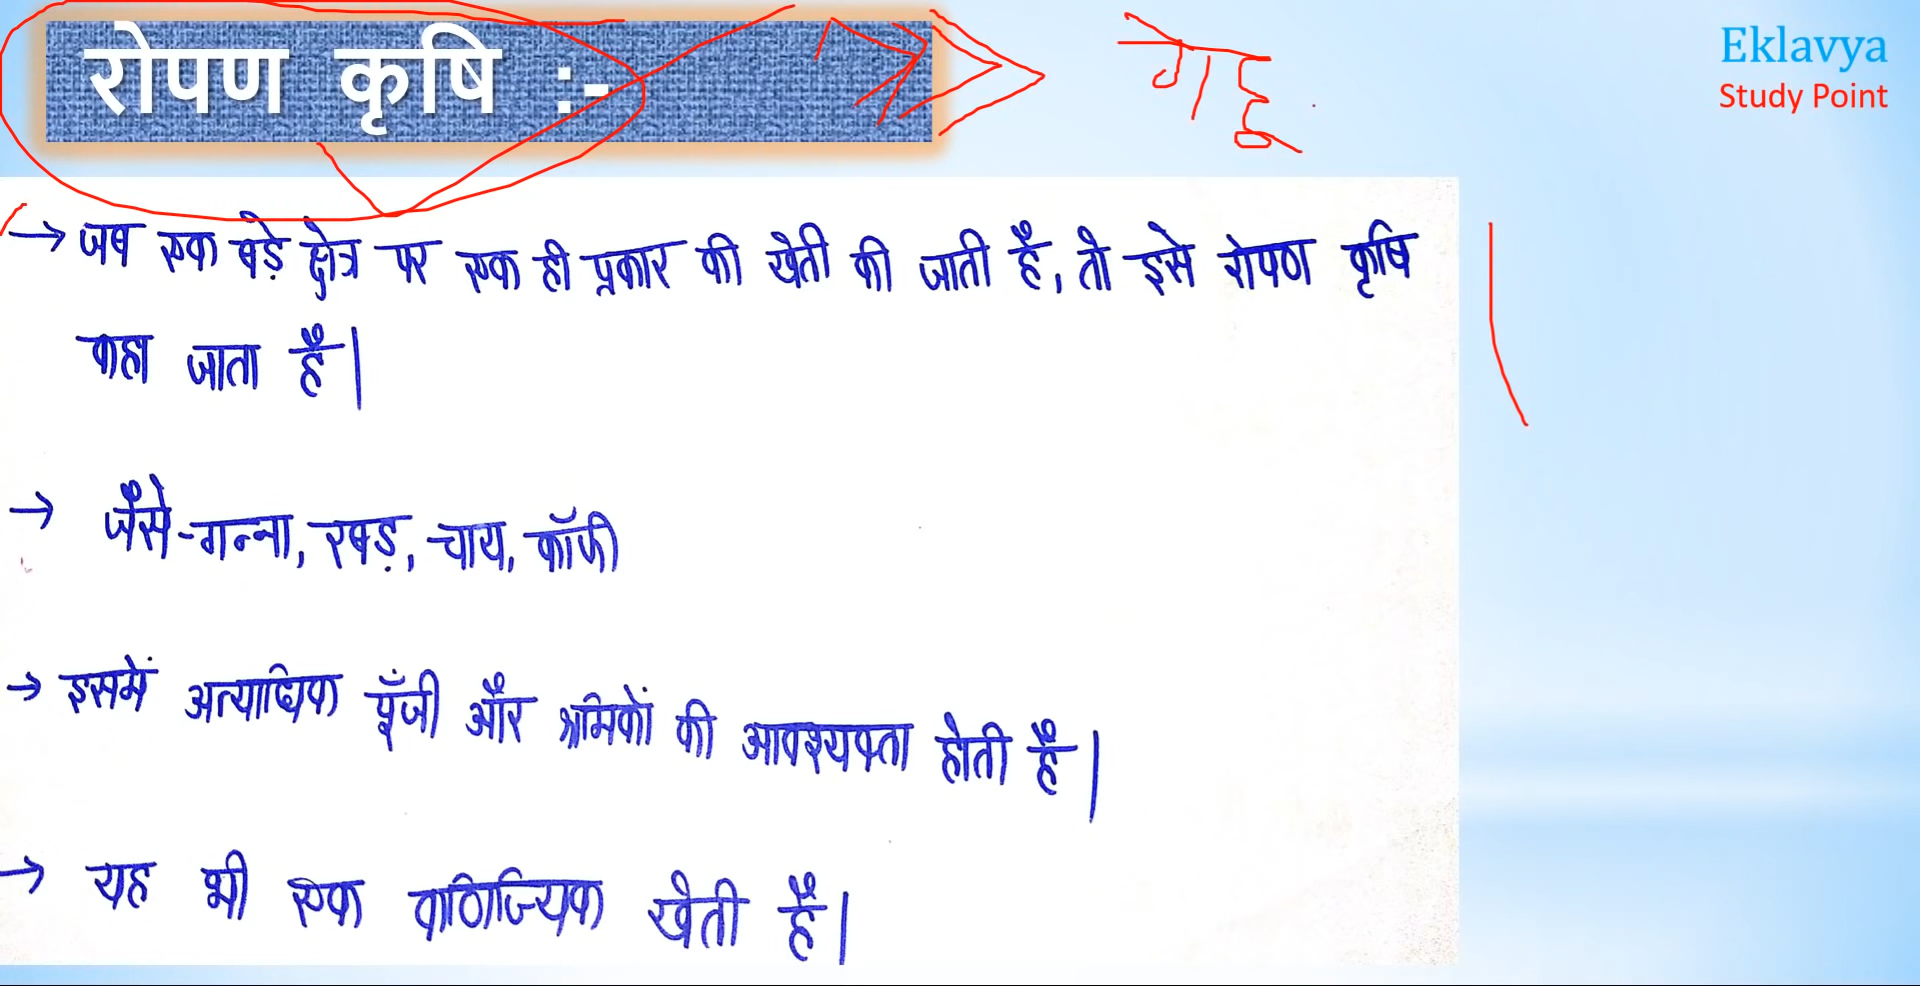 रोपण कृषि :-
गेहू
Eklavya
Study Point
→ जब एक बड़े क्षेत्र पर एक ही प्रकार की खेती की जाती है, तो इसे रोपण कृषि
कहा जाता है|
→ जैसे-गन्ना, रबड़, चाय, कॉफी
→ इसमें अत्याधिक पूँजी और श्रमिकों की आवश्यक्ता होती है|
→ यह भी एक वाणिज्यिक खेती है|